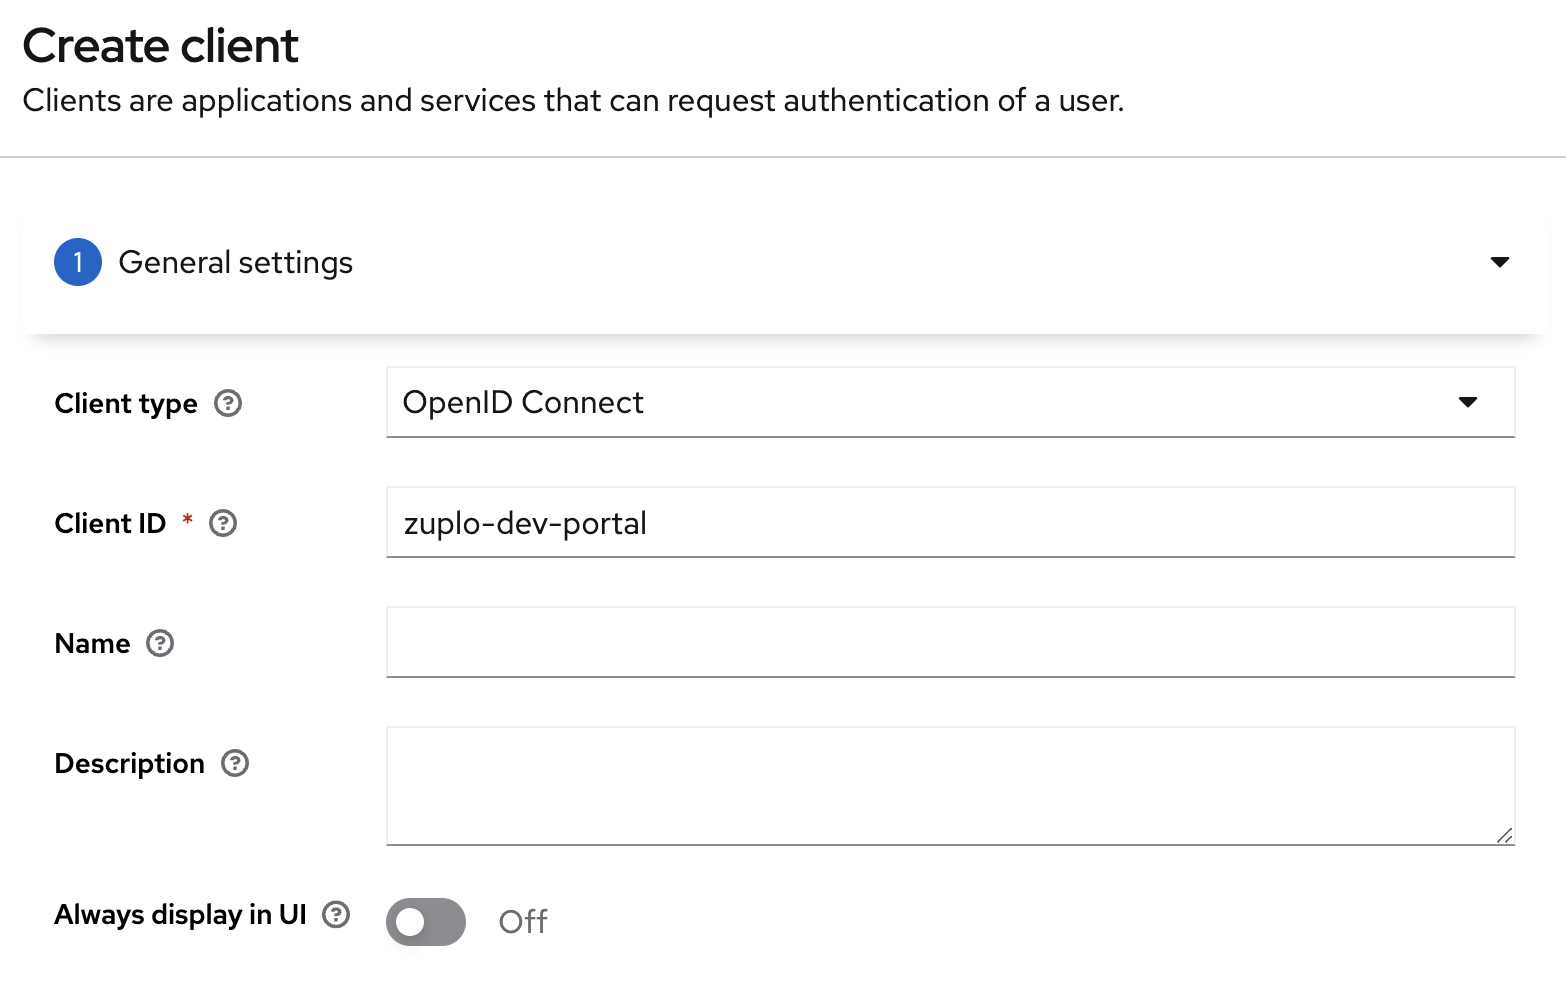 Create client
Clients are applications and services that can request authentication of a user.
1 General settings
Client type ? OpenID Connect
Client ID * ? zuplo-dev-portal
Name ?
Description ?
Always display in UI ? Off